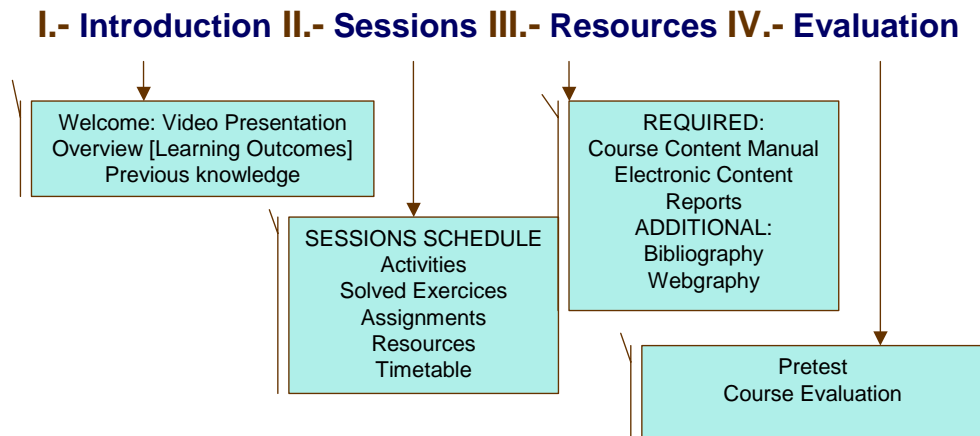 I.- Introduction II.- Sessions III.- Resources IV.- Evaluation
Welcome: Video Presentation
Overview [Learning Outcomes]
Previous knowledge
SESSIONS SCHEDULE
Activities
Solved Exercices
Assignments
Resources
Timetable
REQUIRED:
Course Content Manual
Electronic Content
Reports
ADDITIONAL:
Bibliography
Webgraphy
Pretest
Course Evaluation